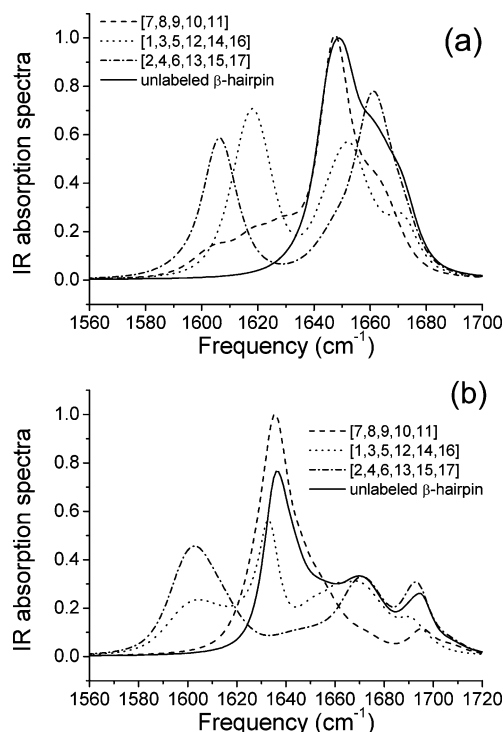 (a)
[7,8,9,10,11]
[1,3,5,12,14,16]
[2,4,6,13,15,17]
unlabeled β-hairpin
IR absorption spectra
1.0
0.8
0.6
0.4
0.2
0.0
1560 1580 1600 1620 1640 1660 1680 1700
Frequency (cm⁻¹)
(b)
[7,8,9,10,11]
[1,3,5,12,14,16]
[2,4,6,13,15,17]
unlabeled β-hairpin
IR absorption spectra
1.0
0.8
0.6
0.4
0.2
0.0
1560 1580 1600 1620 1640 1660 1680 1700 1720
Frequency (cm⁻¹)